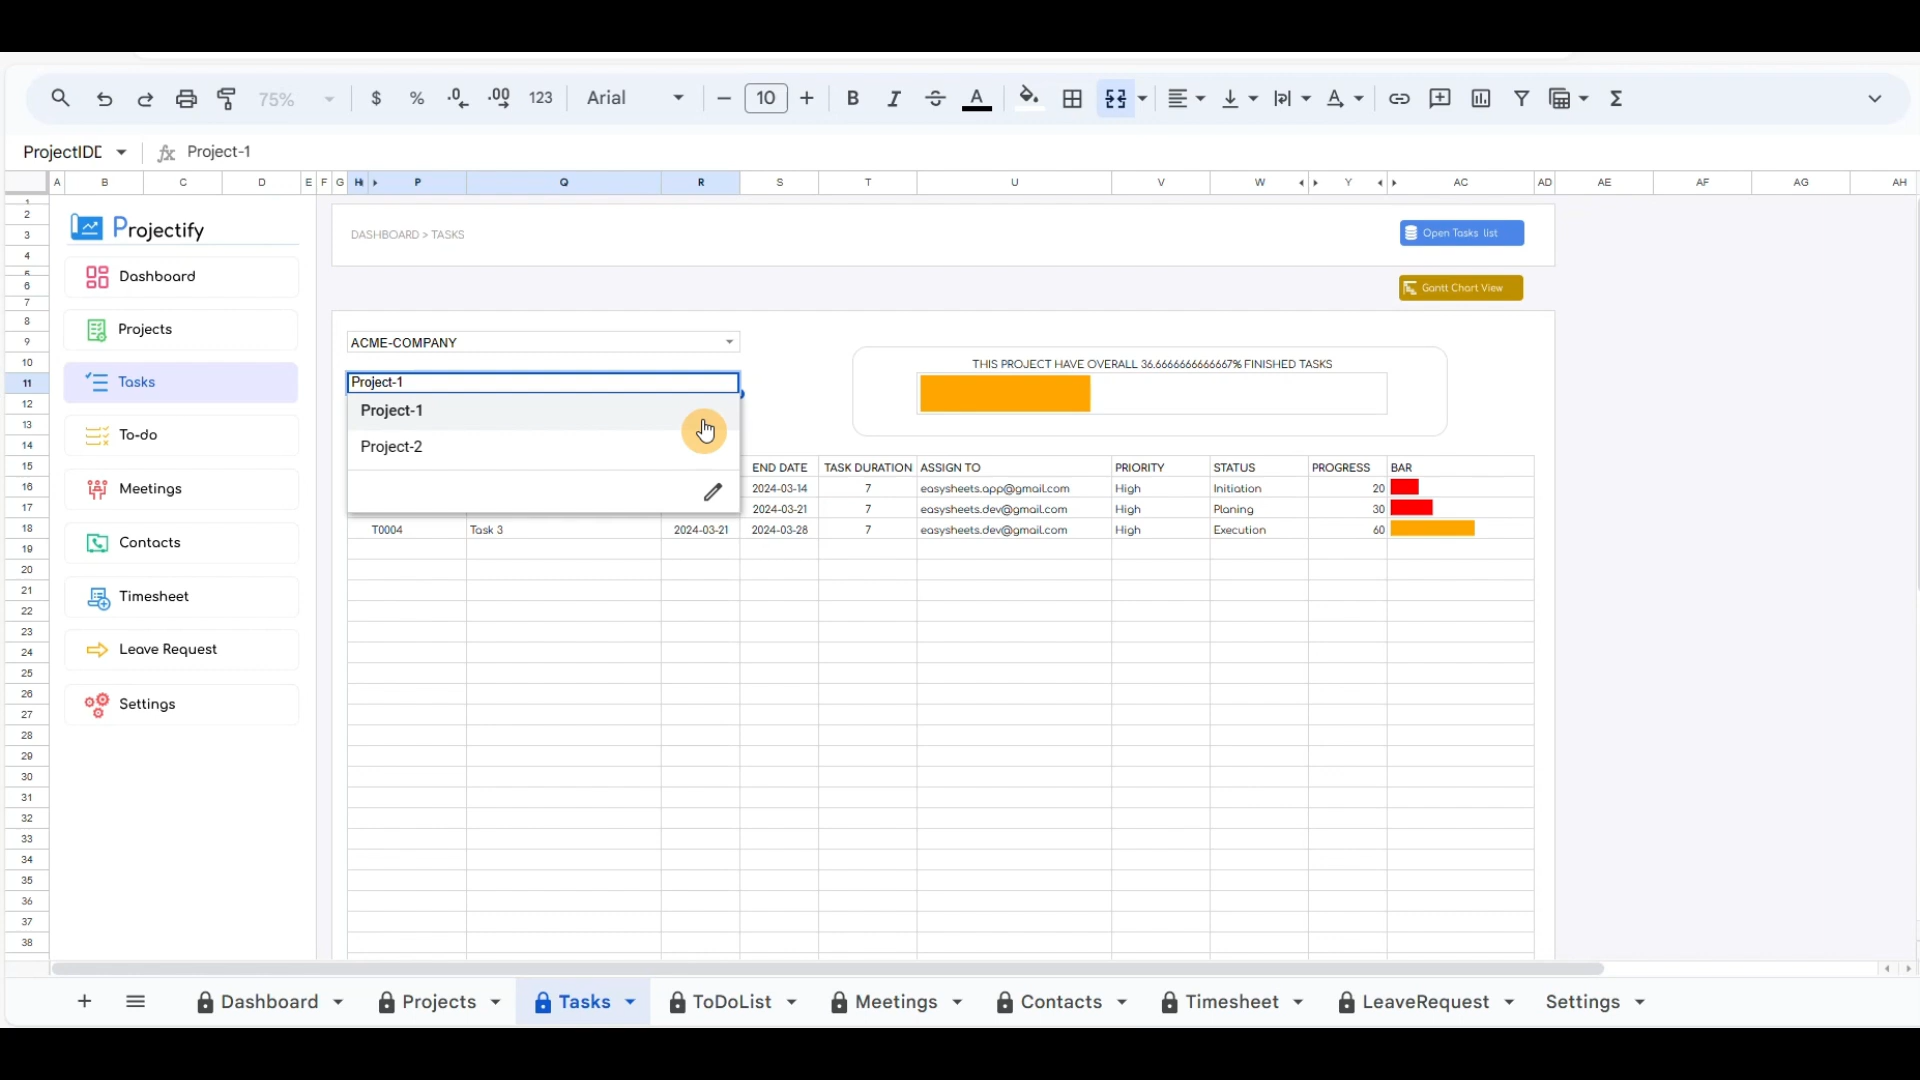 75% $ % .0 .00 123 Arial 10 B I S A
ProjectIDD fx Project-1
A B C D E F G H P Q R S T U V W Y AC AD AE AF AG AH
Projectify
DASHBOARD > TASKS
Open Tasks list
Gantt Chart View
Dashboard
Projects
Tasks
To-do
Meetings
Contacts
Timesheet
Leave Request
Settings
ACME-COMPANY
Project-1
Project-1
Project-2
THIS PROJECT HAVE OVERALL 36.6666666666667% FINISHED TASKS
END DATE TASK DURATION ASSIGN TO PRIORITY STATUS PROGRESS BAR
2024-03-14 7 easysheets.app@gmail.com High Initiation 20
2024-03-21 7 easysheets.dev@gmail.com High Planing 30
T0004 Task 3 2024-03-21 2024-03-28 7 easysheets.dev@gmail.com High Execution 60
1
2
3
4
5
6
7
8
9
10
11
12
13
14
15
16
17
18
19
20
21
22
23
24
25
26
27
28
29
30
31
32
33
34
35
36
37
38
Dashboard Projects Tasks ToDoList Meetings Contacts Timesheet LeaveRequest Settings